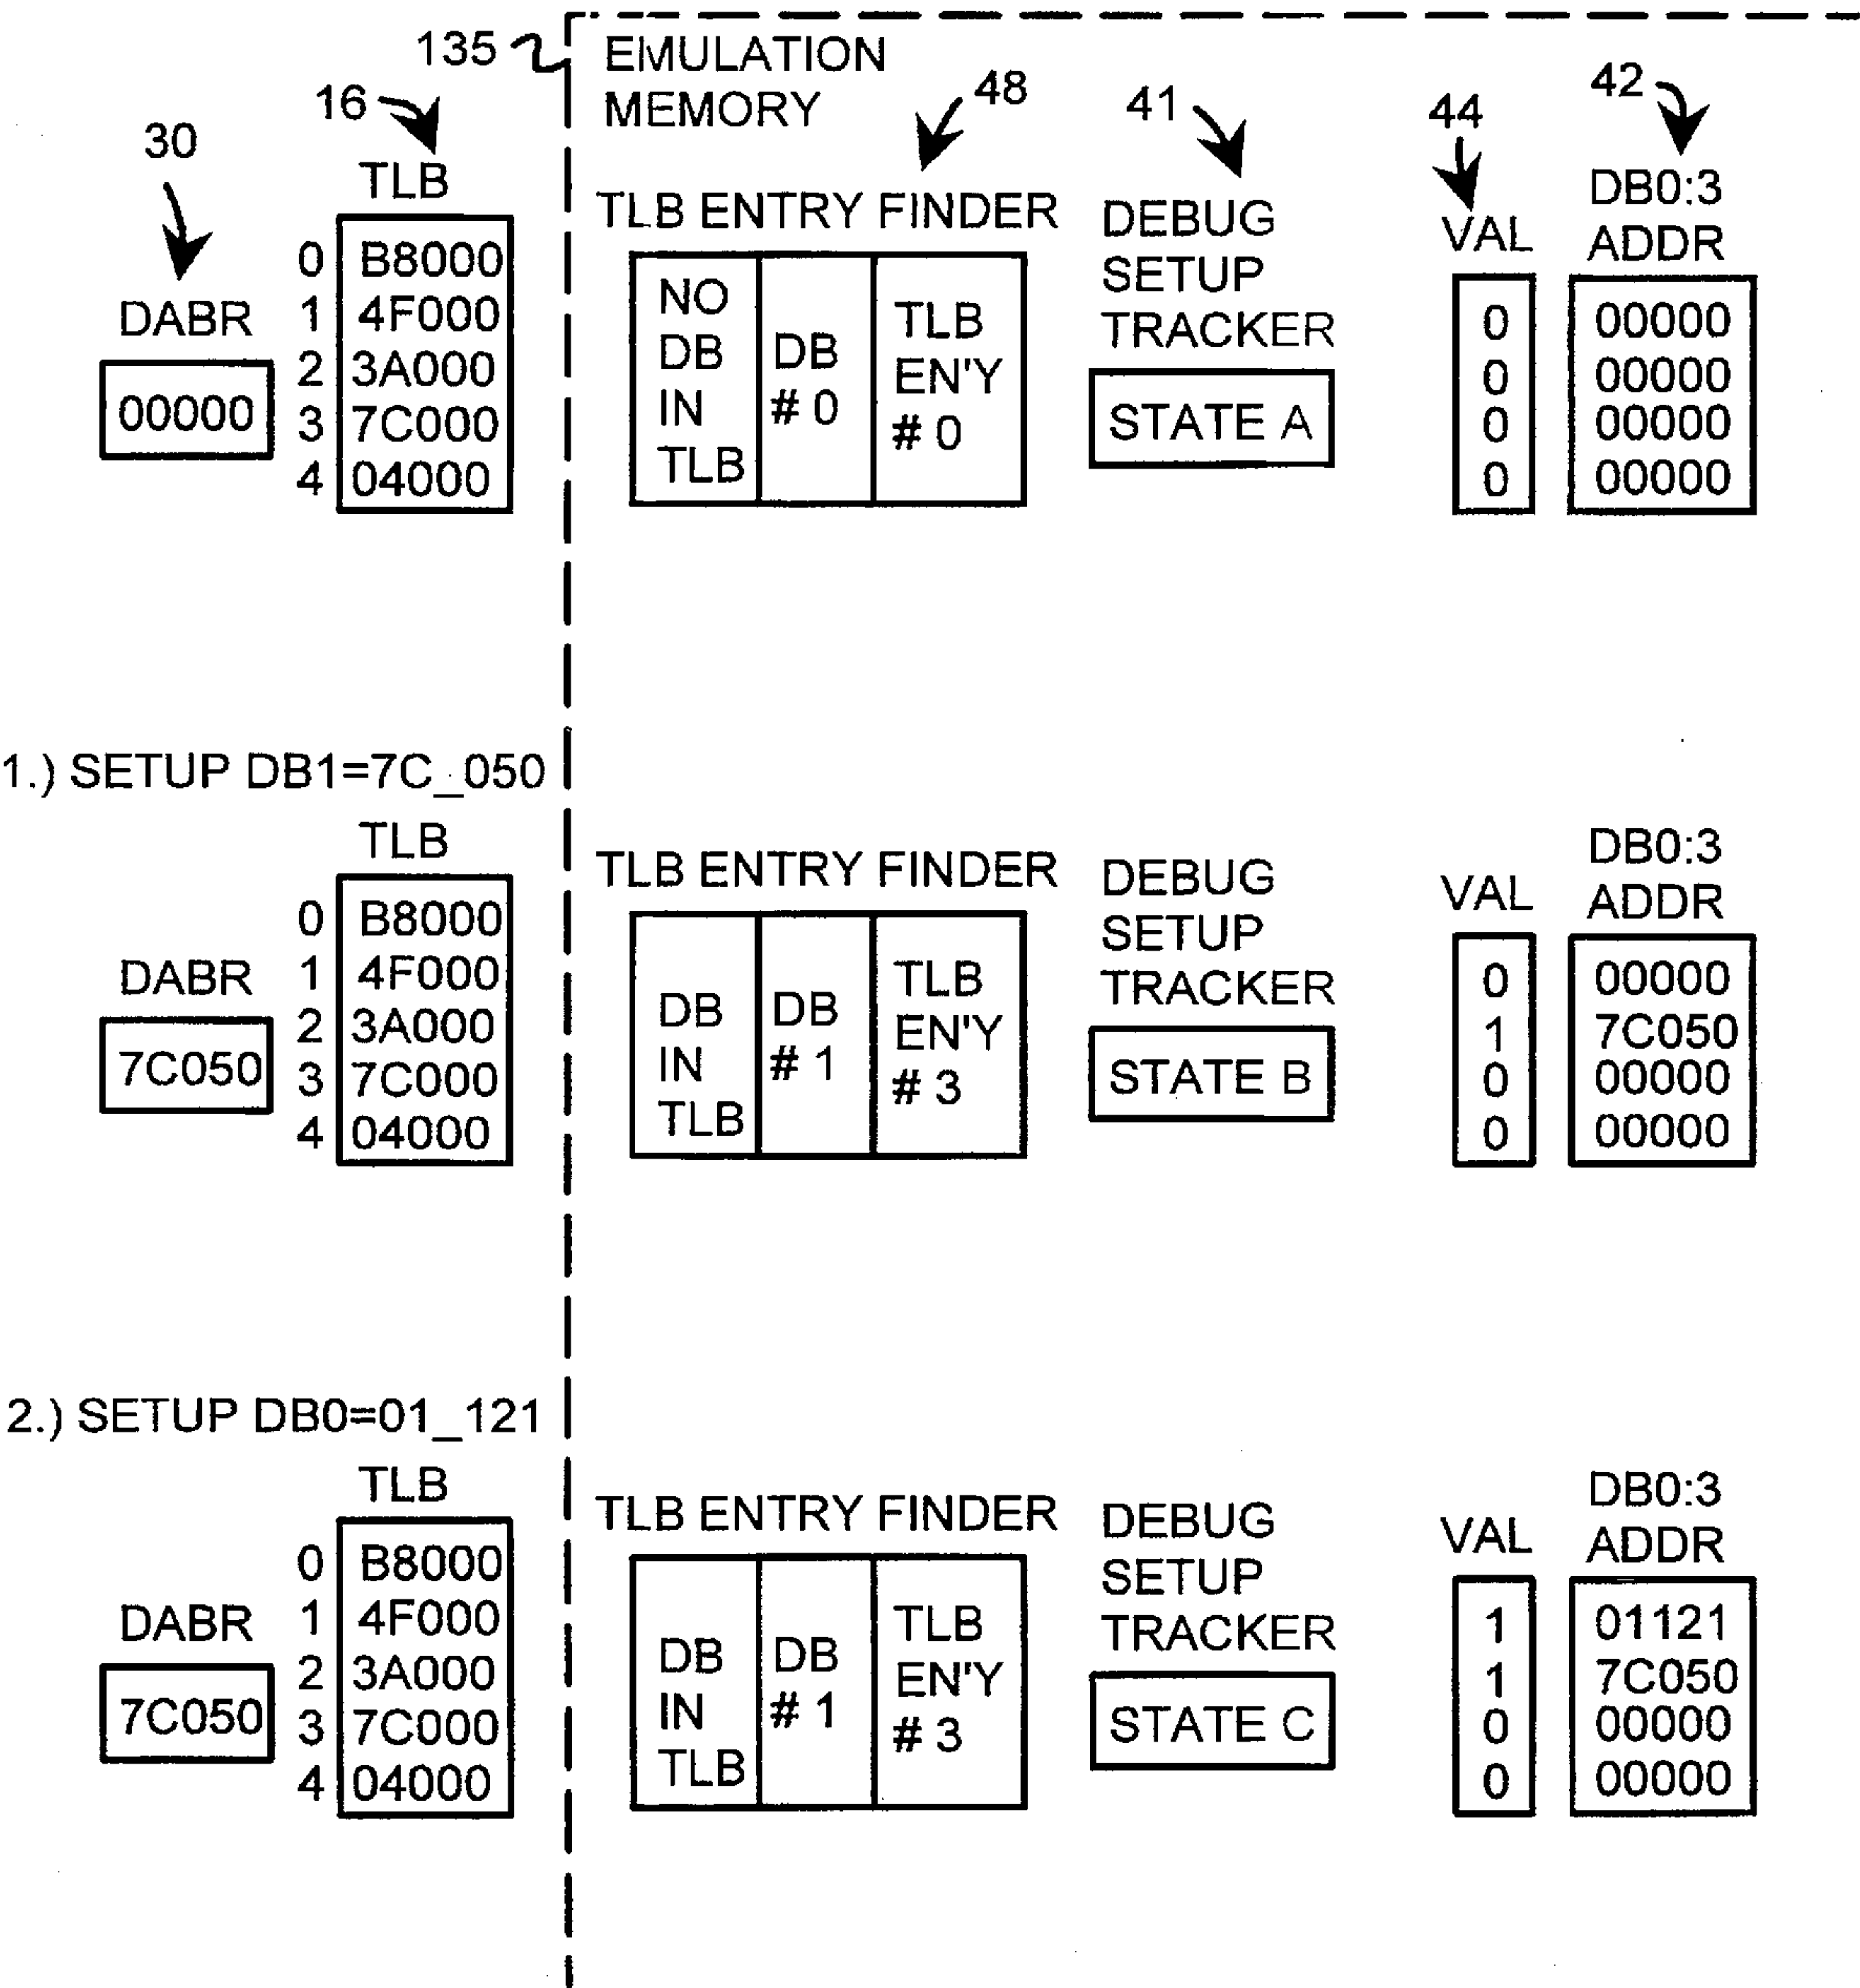 135
EMULATION
MEMORY
30
16
48
41
44
42
TLB
0 B8000
1 4F000
2 3A000
3 7C000
4 04000
DABR
00000
TLB ENTRY FINDER
NO
DB
IN
TLB
DB
# 0
TLB
EN'Y
# 0
DEBUG
SETUP
TRACKER
STATE A
VAL
0
0
0
0
DB0:3
ADDR
00000
00000
00000
00000
1.) SETUP DB1=7C_050
TLB
0 B8000
1 4F000
2 3A000
3 7C000
4 04000
DABR
7C050
TLB ENTRY FINDER
DB
IN
TLB
DB
# 1
TLB
EN'Y
# 3
DEBUG
SETUP
TRACKER
STATE B
VAL
0
1
0
0
DB0:3
ADDR
00000
7C050
00000
00000
2.) SETUP DB0=01_121
TLB
0 B8000
1 4F000
2 3A000
3 7C000
4 04000
DABR
7C050
TLB ENTRY FINDER
DB
IN
TLB
DB
# 1
TLB
EN'Y
# 3
DEBUG
SETUP
TRACKER
STATE C
VAL
1
1
0
0
DB0:3
ADDR
01121
7C050
00000
00000